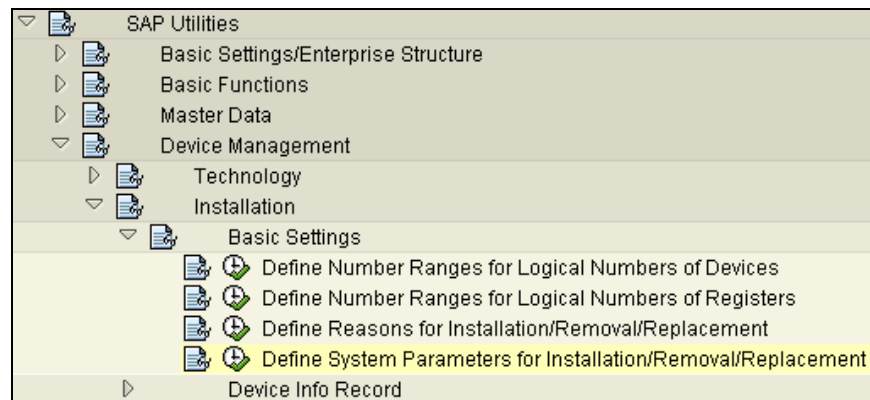 SAP Utilities
Basic Settings/Enterprise Structure
Basic Functions
Master Data
Device Management
Technology
Installation
Basic Settings
Define Number Ranges for Logical Numbers of Devices
Define Number Ranges for Logical Numbers of Registers
Define Reasons for Installation/Removal/Replacement
Define System Parameters for Installation/Removal/Replacement
Device Info Record